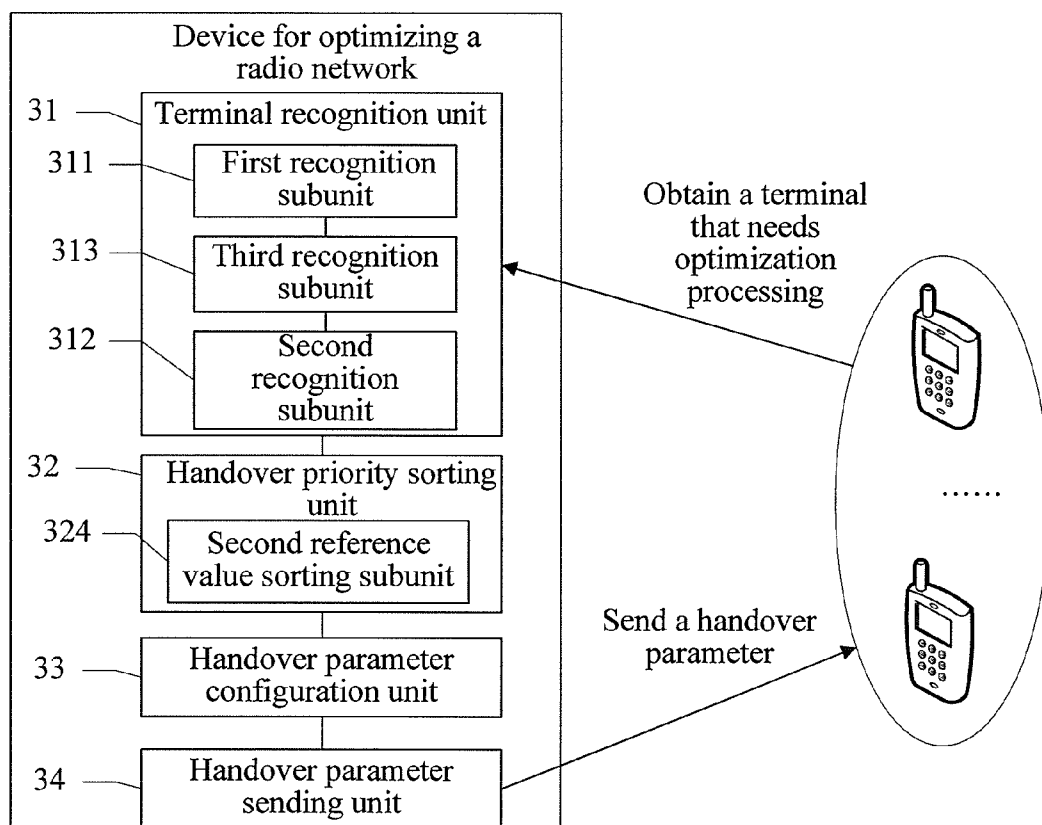 Device for optimizing a
radio network
31
Terminal recognition unit
311
First recognition
subunit
313
Third recognition
subunit
312
Second
recognition
subunit
32
Handover priority sorting
unit
324
Second reference
value sorting subunit
33
Handover parameter
configuration unit
34
Handover parameter
sending unit
Obtain a terminal
that needs
optimization
processing
......
Send a handover
parameter